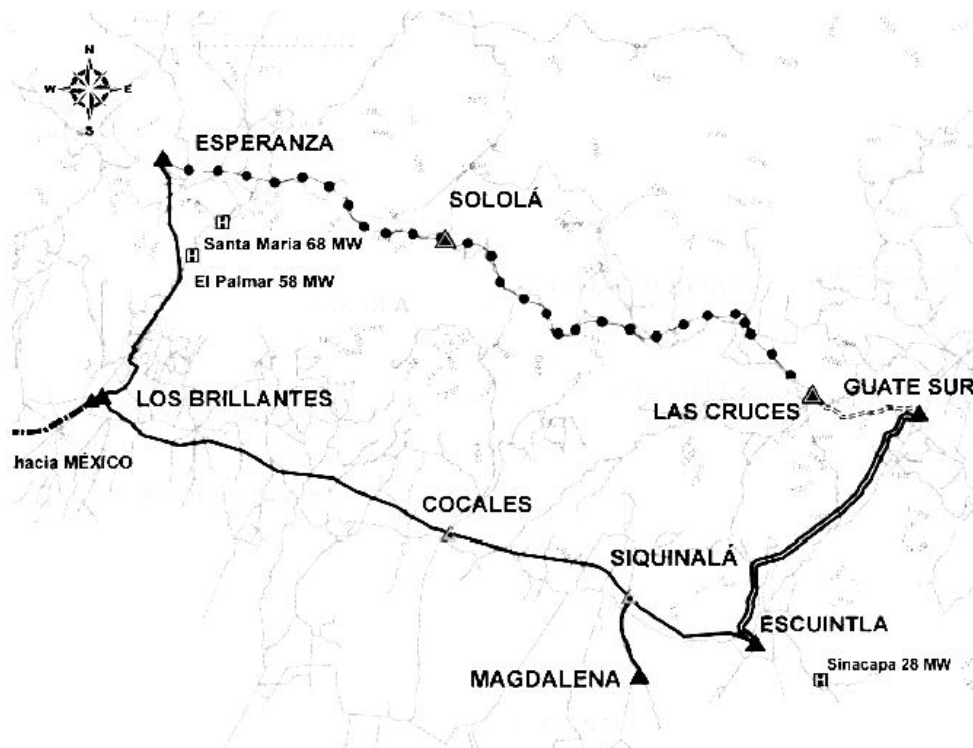 N
W E
S
ESPERANZA
SOLOLÁ
H
Santa Maria 68 MW
H
El Palmar 58 MW
LOS BRILLANTES
GUATE SUR
LAS CRUCES
hacia MÉXICO
COCALES
SIQUINALÁ
ESCUINTLA
MAGDALENA
H
Sinacapa 28 MW